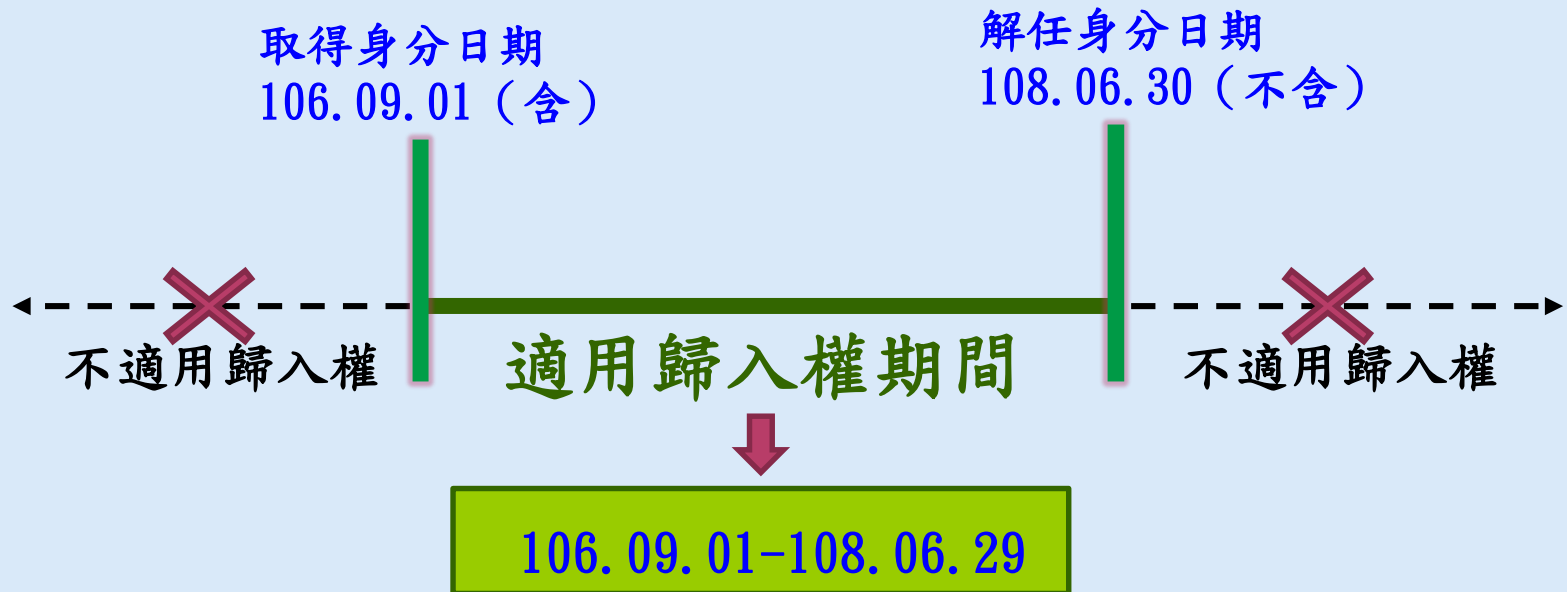 取得身分日期
106.09.01（含）
解任身分日期
108.06.30（不含）
不適用歸入權
適用歸入權期間
不適用歸入權
106.09.01-108.06.29